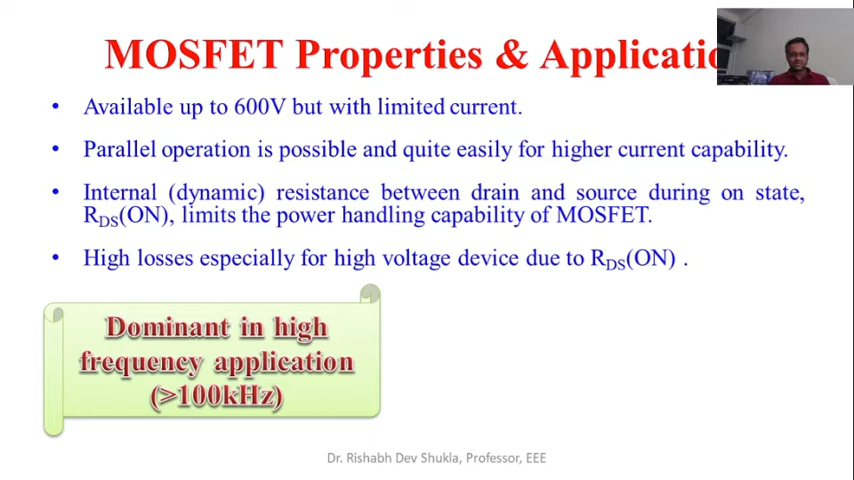 MOSFET Properties & Applicatio
• Available up to 600V but with limited current.
• Parallel operation is possible and quite easily for higher current capability.
• Internal (dynamic) resistance between drain and source during on state,
RDS(ON), limits the power handling capability of MOSFET.
• High losses especially for high voltage device due to RDS(ON) .
Dominant in high
frequency application
(>100kHz)
Dr. Rishabh Dev Shukla, Professor, EEE